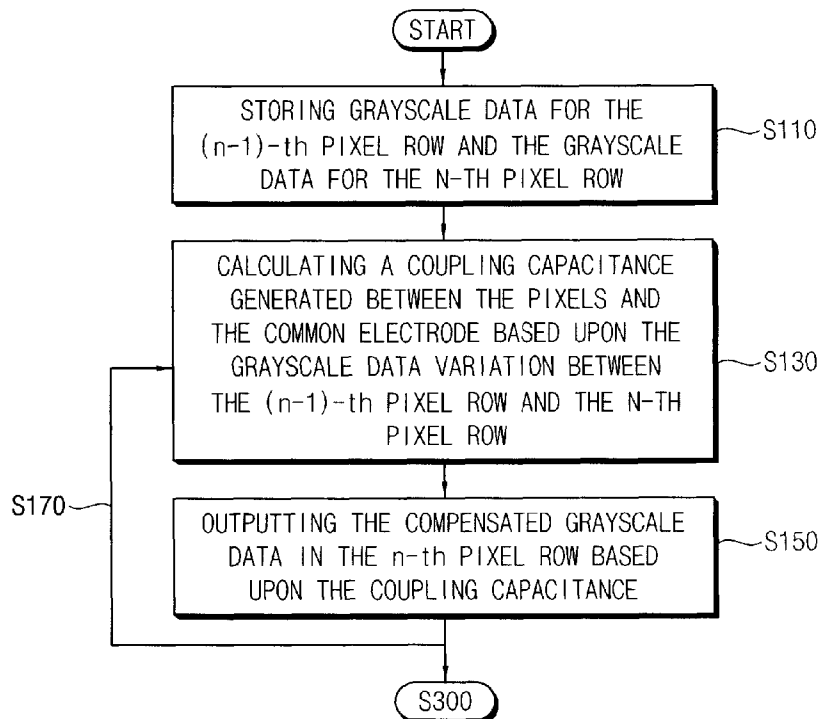 START
STORING GRAYSCALE DATA FOR THE
(n-1)-th PIXEL ROW AND THE GRAYSCALE
DATA FOR THE N-TH PIXEL ROW
S110
CALCULATING A COUPLING CAPACITANCE
GENERATED BETWEEN THE PIXELS AND
THE COMMON ELECTRODE BASED UPON THE
GRAYSCALE DATA VARIATION BETWEEN
THE (n-1)-th PIXEL ROW AND THE N-TH
PIXEL ROW
S130
S170
OUTPUTTING THE COMPENSATED GRAYSCALE
DATA IN THE n-th PIXEL ROW BASED
UPON THE COUPLING CAPACITANCE
S150
S300